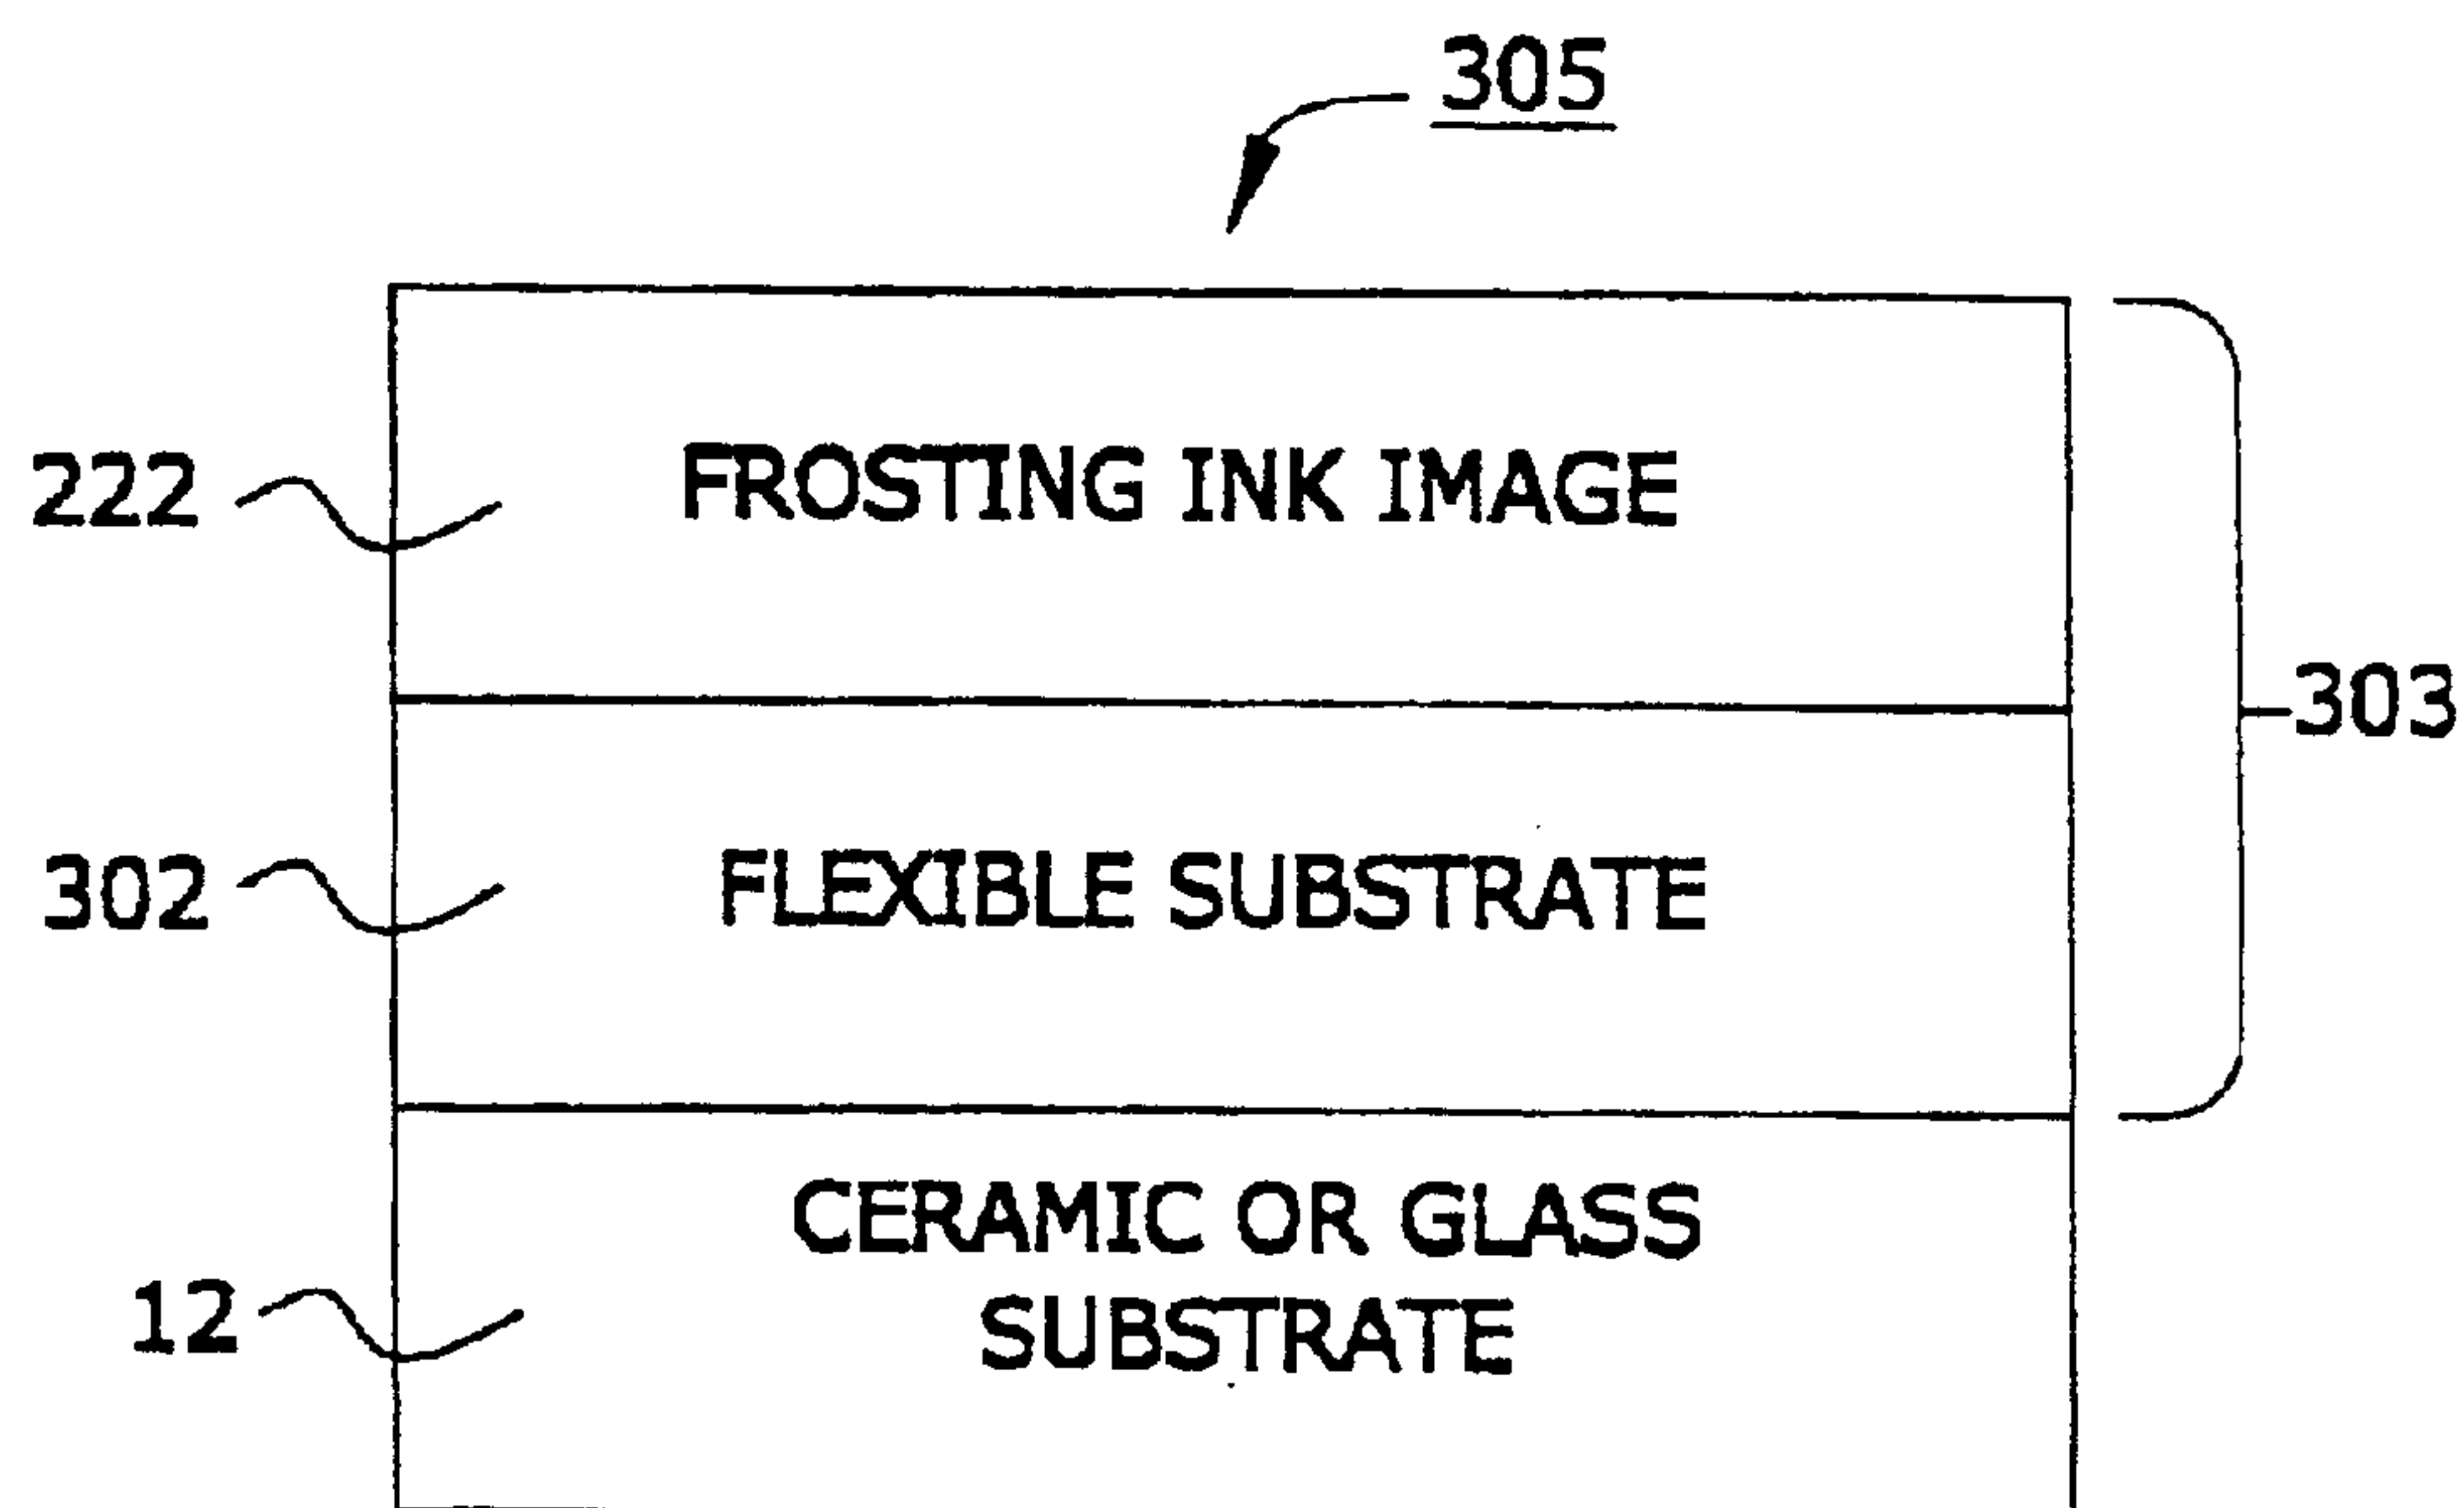 305
222
FROSTING INK IMAGE
303
302
FLEXIBLE SUBSTRATE
CERAMIC OR GLASS
12
SUBSTRATE